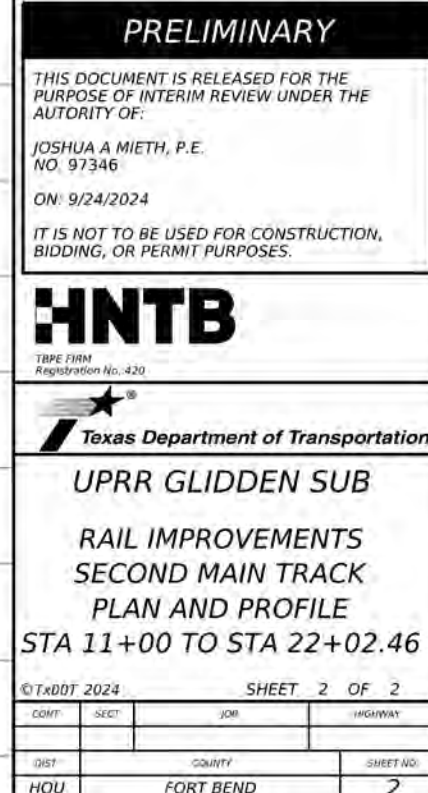 PRELIMINARY
THIS DOCUMENT IS RELEASED FOR THE
PURPOSE OF INTERIM REVIEW UNDER THE
AUTORITY OF:
JOSHUA A MIETH, P.E.
NO. 97346
ON: 9/24/2024
IT IS NOT TO BE USED FOR CONSTRUCTION,
BIDDING, OR PERMIT PURPOSES.
HNTB
TBPE FIRM
Registration No. 420
®
Texas Department of Transportation
UPRR GLIDDEN SUB
RAIL IMPROVEMENTS
SECOND MAIN TRACK
PLAN AND PROFILE
STA 11+00 TO STA 22+02.46
©TxDOT 2024 SHEET 2 OF 2
CONT SECT JOB HIGHWAY
DIST COUNTY SHEET NO.
HOU FORT BEND 2